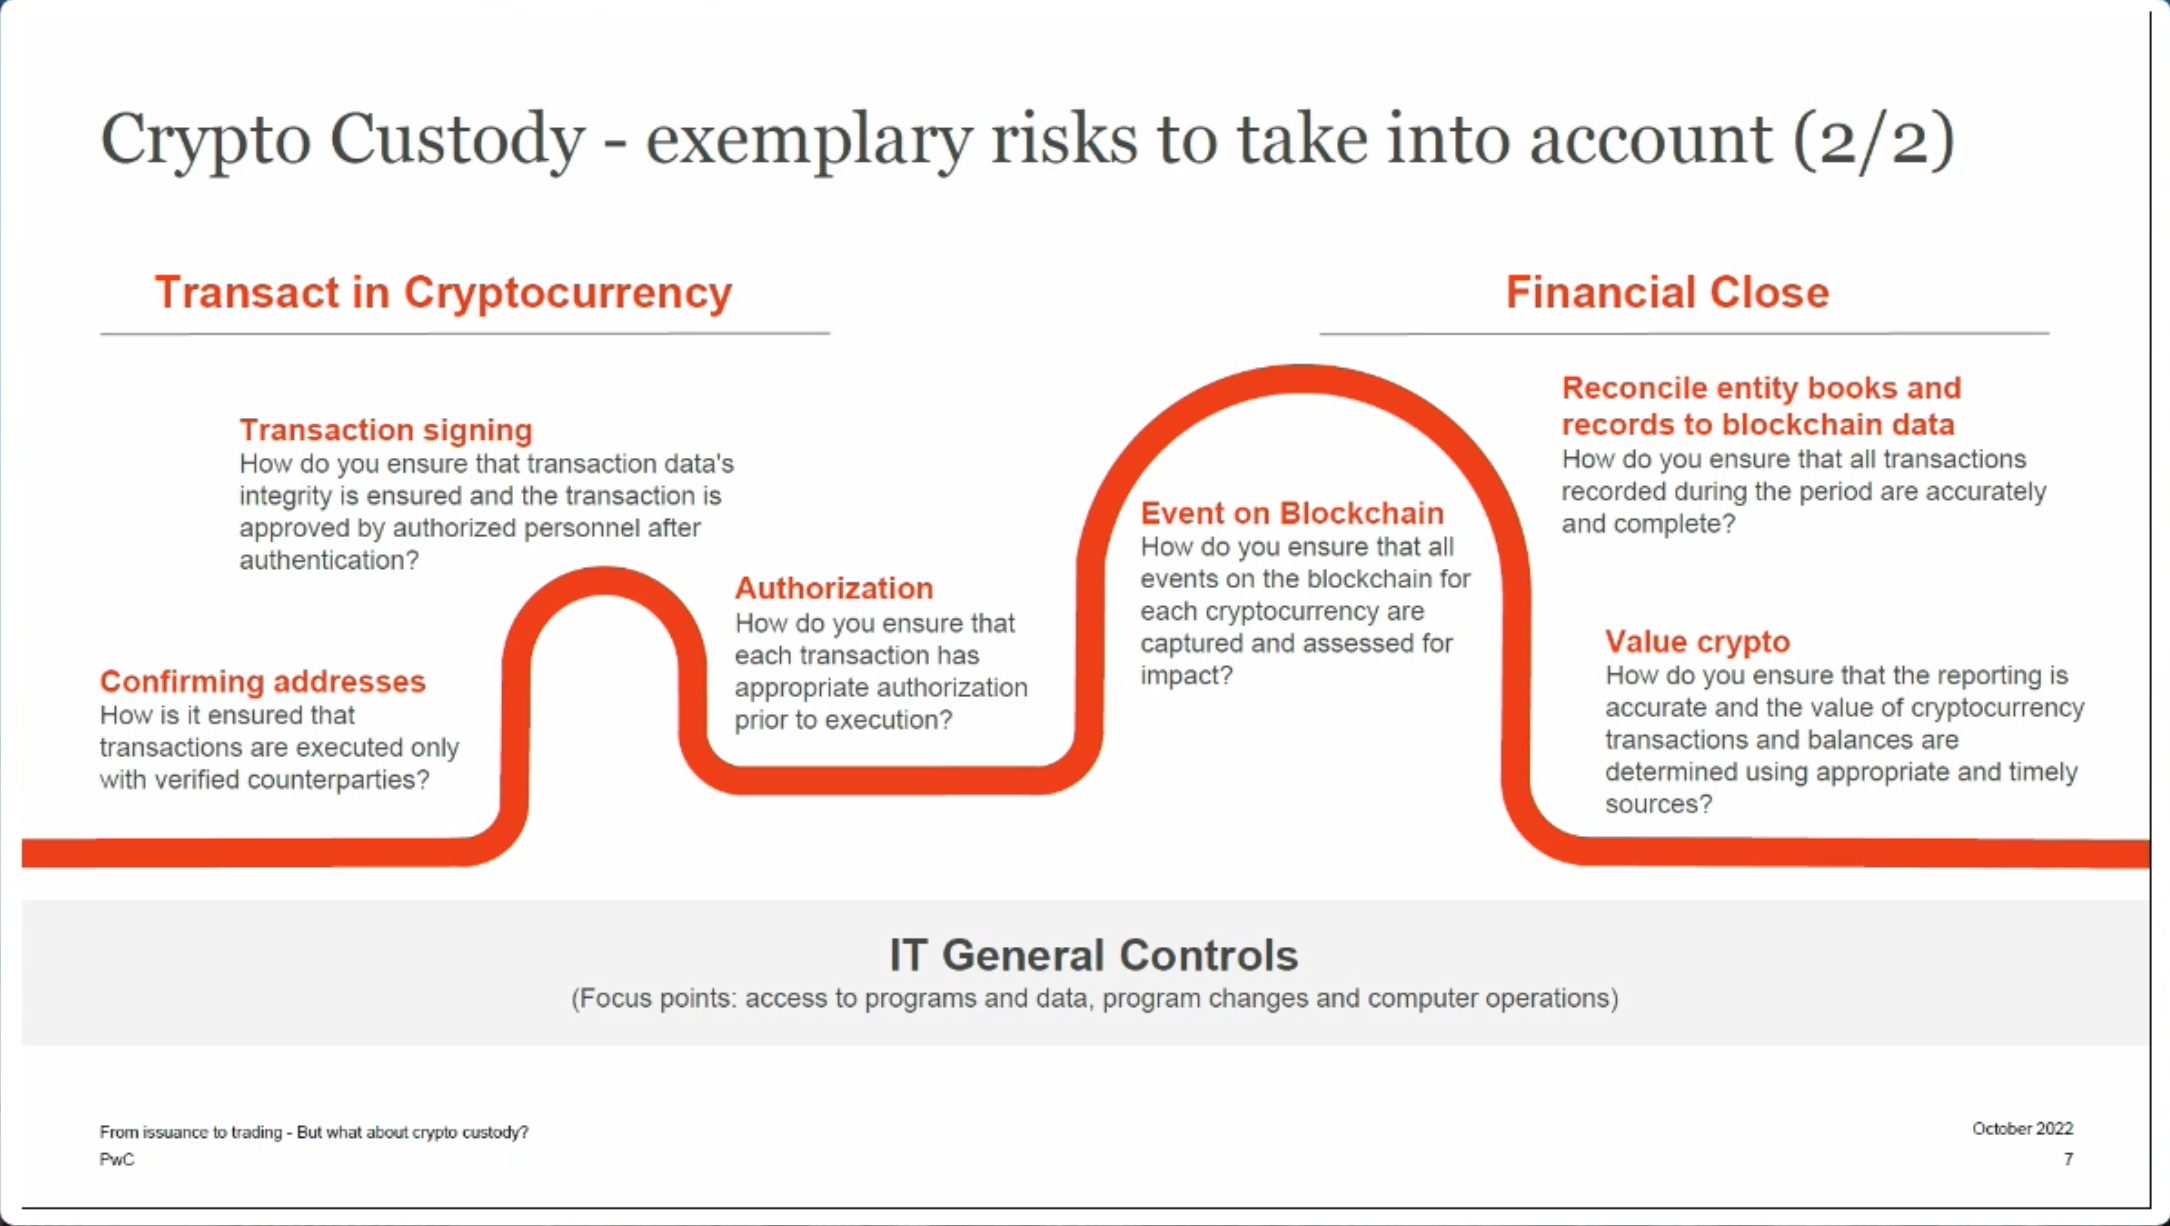 Crypto Custody - exemplary risks to take into account (2/2)
Transact in Cryptocurrency
Transaction signing
How do you ensure that transaction data's
integrity is ensured and the transaction is
approved by authorized personnel after
authentication?
Confirming addresses
How is it ensured that
transactions are executed only
with verified counterparties?
Authorization
How do you ensure that
each transaction has
appropriate authorization
prior to execution?
Event on Blockchain
How do you ensure that all
events on the blockchain for
each cryptocurrency are
captured and assessed for
impact?
Financial Close
Reconcile entity books and
records to blockchain data
How do you ensure that all transactions
recorded during the period are accurately
and complete?
Value crypto
How do you ensure that the reporting is
accurate and the value of cryptocurrency
transactions and balances are
determined using appropriate and timely
sources?
IT General Controls
(Focus points: access to programs and data, program changes and computer operations)
From issuance to trading - But what about crypto custody?
PwC
October 2022
7